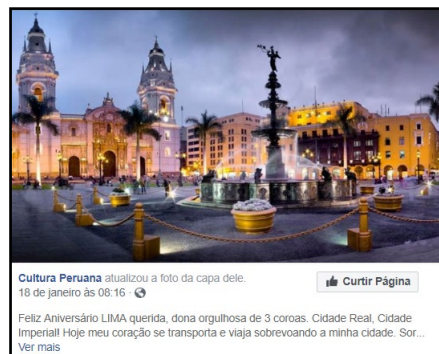 Cultura Peruana atualizou a foto da capa dele.
18 de janeiro às 08:16 ·
Curtir Página
Feliz Aniversário LIMA querida, dona orgulhosa de 3 coroas. Cidade Real, Cidade
Imperial! Hoje meu coração se transporta e viaja sobrevoando a minha cidade. Sor...
Ver mais